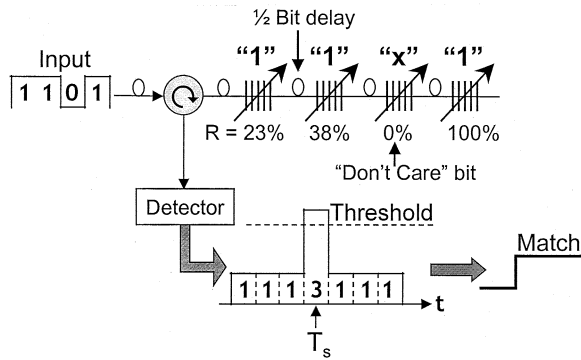 ½ Bit delay
Input
“1” “1” “x” “1”
1 1 0 1
R = 23% 38% 0% 100%
“Don’t Care” bit
Detector
Threshold
Match
1 1 1 3 1 1 1
t
Ts